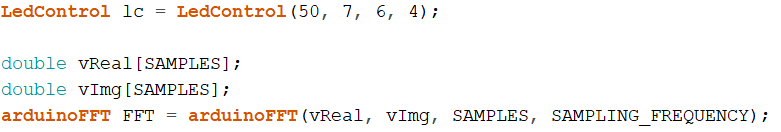 LedControl lc = LedControl(50, 7, 6, 4);
double vReal[SAMPLES];
double vImg[SAMPLES];
arduinoFFT FFT = arduinoFFT(vReal, vImg, SAMPLES, SAMPLING_FREQUENCY);